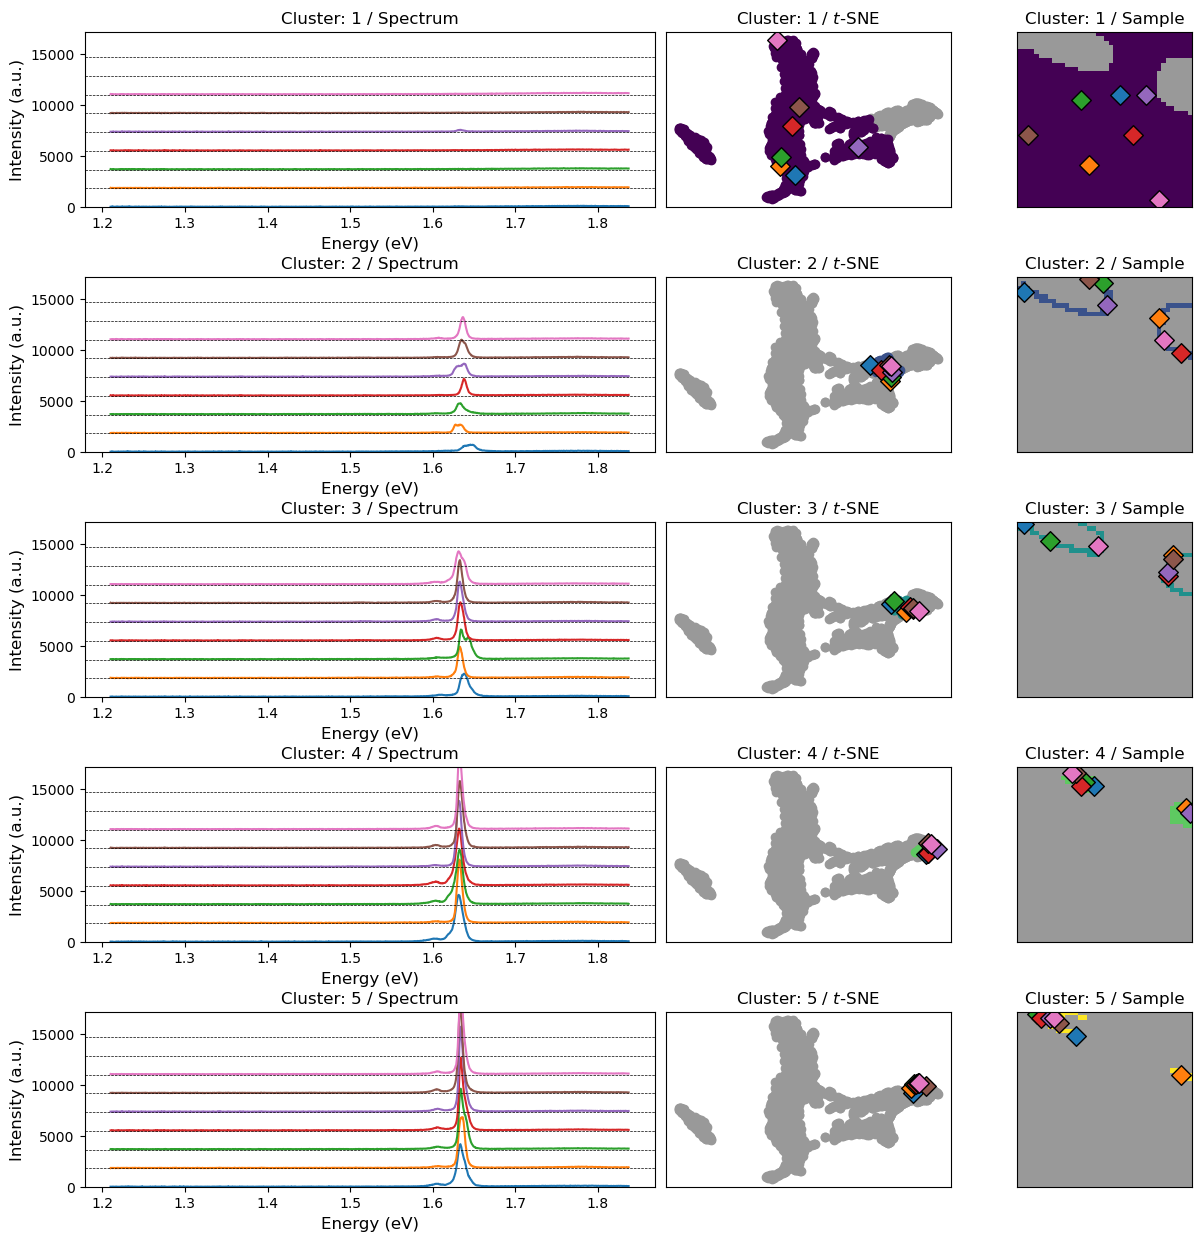 Cluster: 1 / Spectrum
Cluster: 1 / t-SNE
Cluster: 1 / Sample
Intensity (a.u.)
15000
10000
5000
0
1.2 1.3 1.4 1.5 1.6 1.7 1.8
Energy (eV)
Cluster: 2 / Spectrum
Cluster: 2 / t-SNE
Cluster: 2 / Sample
Intensity (a.u.)
15000
10000
5000
0
1.2 1.3 1.4 1.5 1.6 1.7 1.8
Energy (eV)
Cluster: 3 / Spectrum
Cluster: 3 / t-SNE
Cluster: 3 / Sample
Intensity (a.u.)
15000
10000
5000
0
1.2 1.3 1.4 1.5 1.6 1.7 1.8
Energy (eV)
Cluster: 4 / Spectrum
Cluster: 4 / t-SNE
Cluster: 4 / Sample
Intensity (a.u.)
15000
10000
5000
0
1.2 1.3 1.4 1.5 1.6 1.7 1.8
Energy (eV)
Cluster: 5 / Spectrum
Cluster: 5 / t-SNE
Cluster: 5 / Sample
Intensity (a.u.)
15000
10000
5000
0
1.2 1.3 1.4 1.5 1.6 1.7 1.8
Energy (eV)